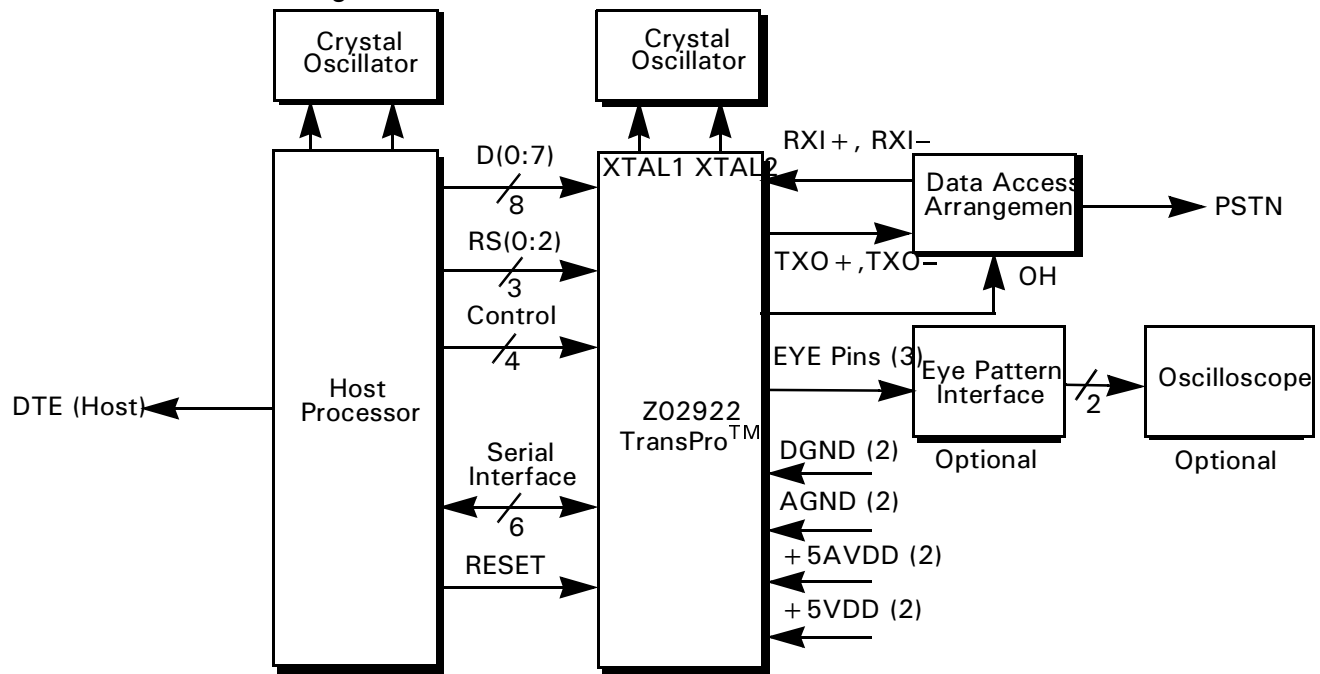 Crystal
Oscillator
Crystal
Oscillator
D(0:7)
8
RS(0:2)
3
Control
4
Serial
Interface
6
RESET
DTE (Host)
Host
Processor
XTAL1 XTAL2
Z02922
TransPro™
RXI+, RXI–
TXO+,TXO–
OH
Data Access
Arrangement
PSTN
EYE Pins (3)
Eye Pattern
Interface
Optional
2
Oscilloscope
Optional
DGND (2)
AGND (2)
+5AVDD (2)
+5VDD (2)